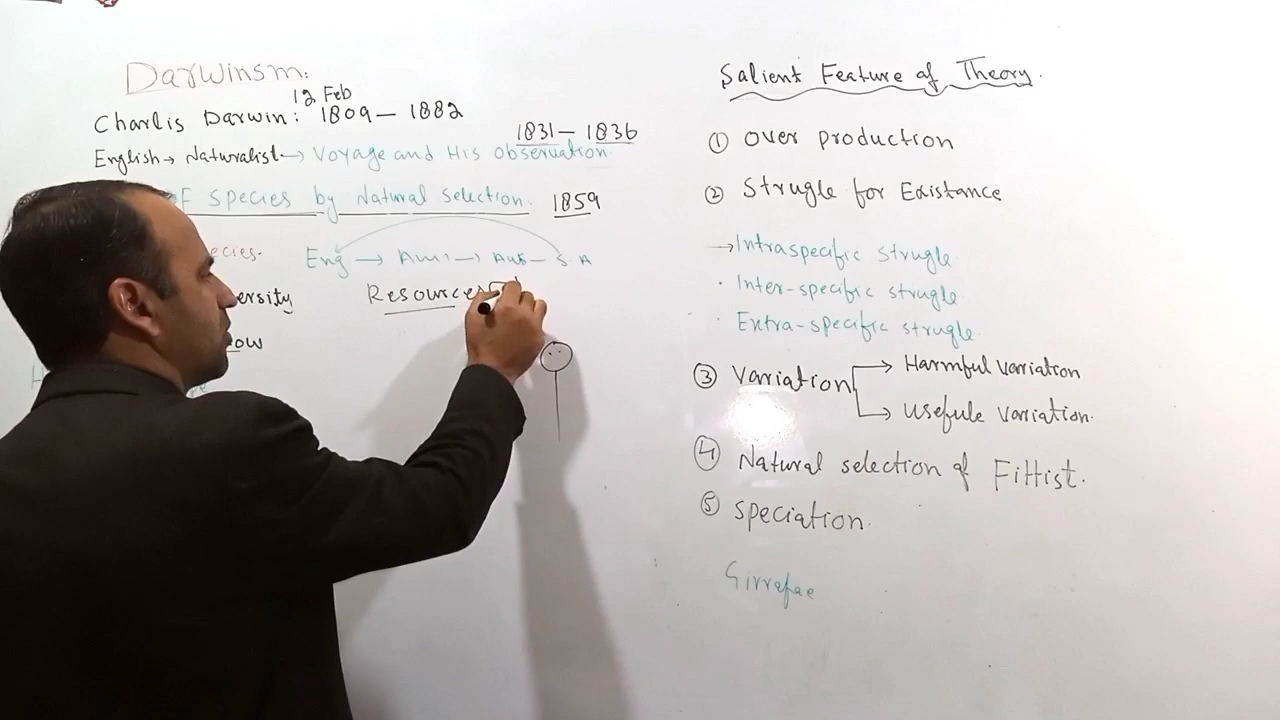 Darwinsm:
12 Feb
Charlis Darwin: 1809 – 1882
1831 – 1836
English → Naturalist → Voyage and His observation
of species by Natural selection. 1859
ecies.
Eng → Am → Aus – S A
ersity
Resources
ow
Salient Feature of Theory.
① over production
② Strugle for Existance
→ Intraspecific strugle
· Inter-specific strugle
· Extra-specific strugle
③ variation → Harmful variation
→ usefule variation.
④ Natural selection of Fittist.
⑤ speciation.
Girrafae